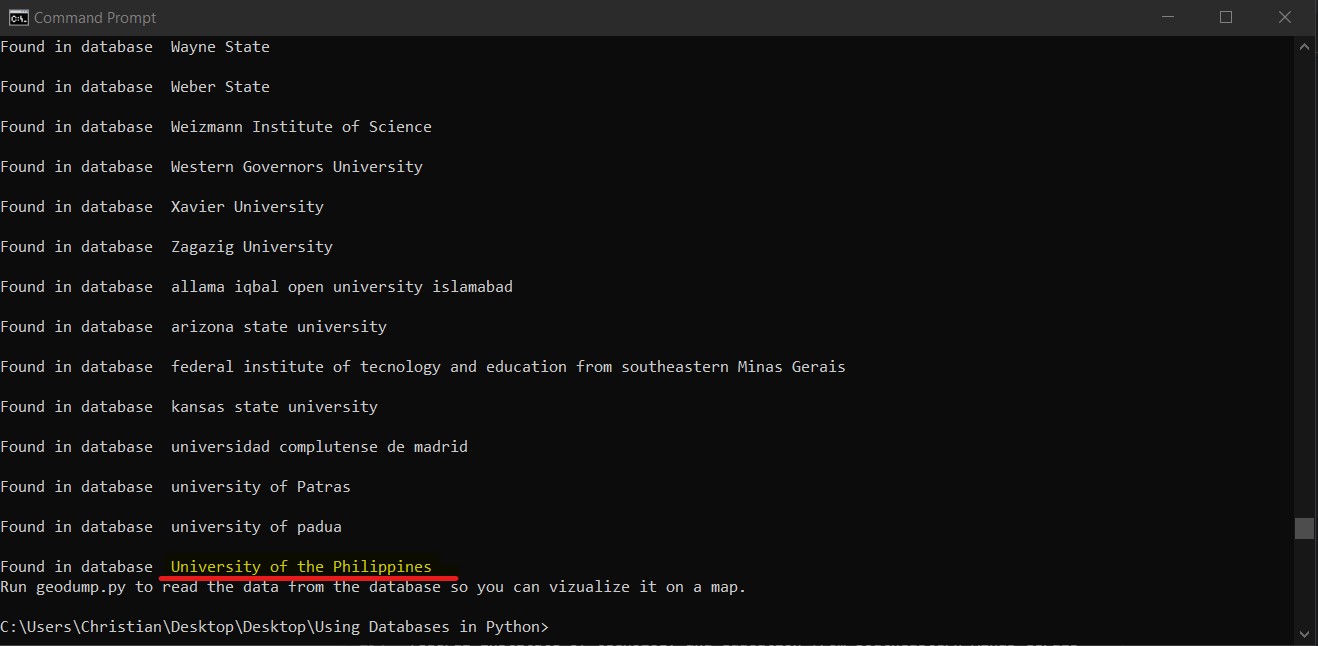 Command Prompt
Found in database  Wayne State
Found in database  Weber State
Found in database  Weizmann Institute of Science
Found in database  Western Governors University
Found in database  Xavier University
Found in database  Zagazig University
Found in database  allama iqbal open university islamabad
Found in database  arizona state university
Found in database  federal institute of tecnology and education from southeastern Minas Gerais
Found in database  kansas state university
Found in database  universidad complutense de madrid
Found in database  university of Patras
Found in database  university of padua
Found in database  University of the Philippines
Run geodump.py to read the data from the database so you can vizualize it on a map.
C:\Users\Christian\Desktop\Desktop\Using Databases in Python>